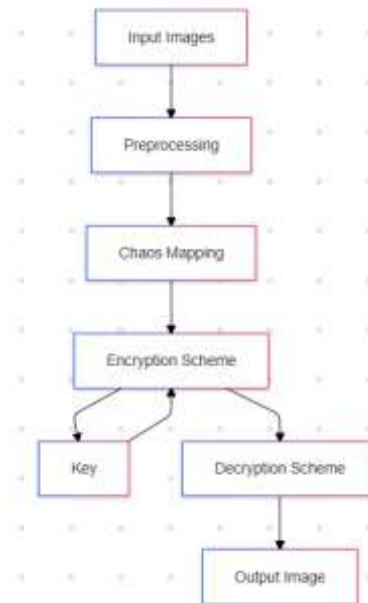 Input Images
Preprocessing
Chaos Mapping
Encryption Scheme
Key
Decryption Scheme
Output Image